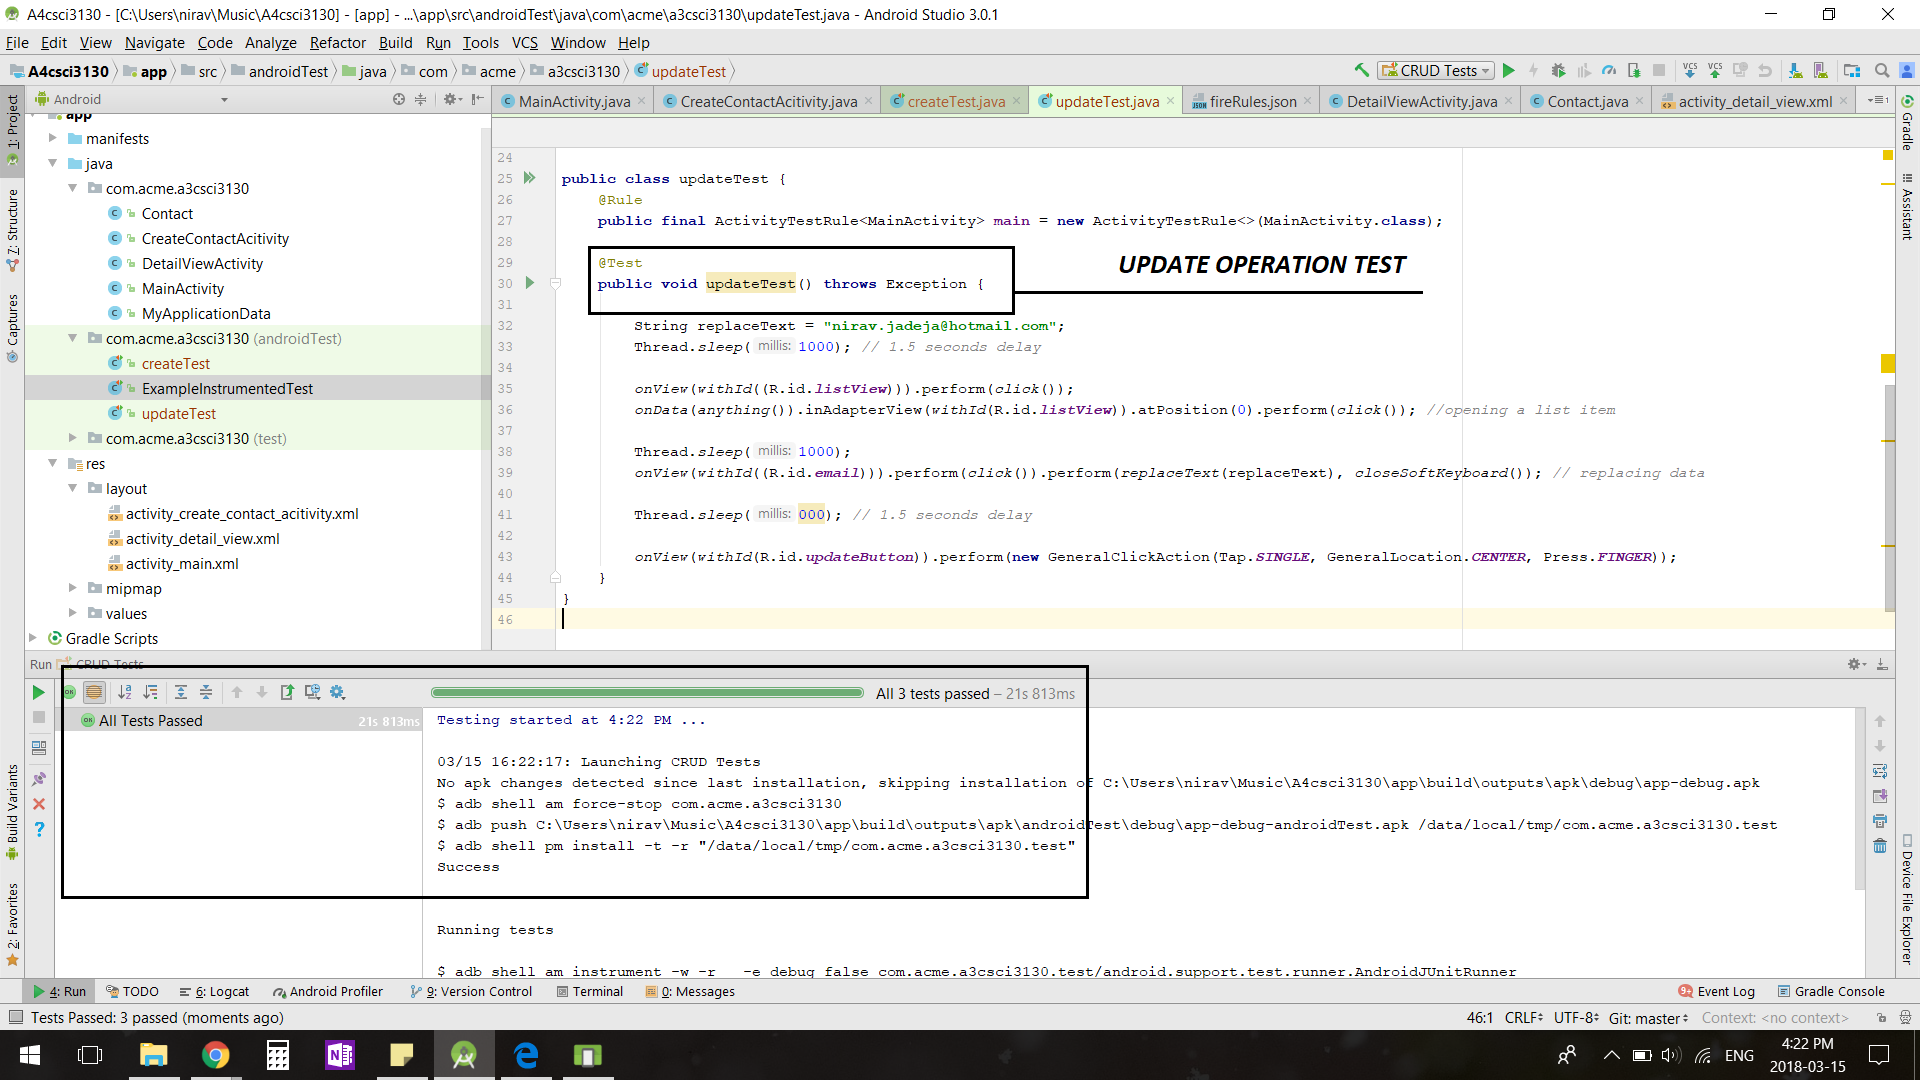 A4csci3130 - [C:\Users\nirav\Music\A4csci3130] - [app] - ...\app\src\androidTest\java\com\acme\a3csci3130\updateTest.java - Android Studio 3.0.1
File Edit View Navigate Code Analyze Refactor Build Run Tools VCS Window Help
A4csci3130 app src androidTest java com acme a3csci3130 updateTest CRUD Tests VCS VCS
Android
MainActivity.java CreateContactAcitivity.java createTest.java updateTest.java fireRules.json DetailViewActivity.java Contact.java activity_detail_view.xml
1: Project
7: Structure
Captures
Build Variants
2: Favorites
app
manifests
java
com.acme.a3csci3130
Contact
CreateContactAcitivity
DetailViewActivity
MainActivity
MyApplicationData
com.acme.a3csci3130 (androidTest)
createTest
ExampleInstrumentedTest
updateTest
com.acme.a3csci3130 (test)
res
layout
activity_create_contact_acitivity.xml
activity_detail_view.xml
activity_main.xml
mipmap
values
Gradle Scripts
24
25 public class updateTest {
26 @Rule
27 public final ActivityTestRule<MainActivity> main = new ActivityTestRule<>(MainActivity.class);
28
29 @Test
30 public void updateTest() throws Exception {
31
32 String replaceText = "nirav.jadeja@hotmail.com";
33 Thread.sleep( millis: 1000); // 1.5 seconds delay
34
35 onView(withId((R.id.listView))).perform(click());
36 onData(anything()).inAdapterView(withId(R.id.listView)).atPosition(0).perform(click()); //opening a list item
37
38 Thread.sleep( millis: 1000);
39 onView(withId((R.id.email))).perform(click()).perform(replaceText(replaceText), closeSoftKeyboard()); // replacing data
40
41 Thread.sleep( millis: 000); // 1.5 seconds delay
42
43 onView(withId(R.id.updateButton)).perform(new GeneralClickAction(Tap.SINGLE, GeneralLocation.CENTER, Press.FINGER));
44 }
45 }
46
UPDATE OPERATION TEST
Gradle
Assistant
Device File Explorer
Run CRUD Tests
All 3 tests passed – 21s 813ms
All Tests Passed 21s 813ms
Testing started at 4:22 PM ...
03/15 16:22:17: Launching CRUD Tests
No apk changes detected since last installation, skipping installation of C:\Users\nirav\Music\A4csci3130\app\build\outputs\apk\debug\app-debug.apk
$ adb shell am force-stop com.acme.a3csci3130
$ adb push C:\Users\nirav\Music\A4csci3130\app\build\outputs\apk\androidTest\debug\app-debug-androidTest.apk /data/local/tmp/com.acme.a3csci3130.test
$ adb shell pm install -t -r "/data/local/tmp/com.acme.a3csci3130.test"
Success
Running tests
$ adb shell am instrument -w -r   -e debug false com.acme.a3csci3130.test/android.support.test.runner.AndroidJUnitRunner
4: Run TODO 6: Logcat Android Profiler 9: Version Control Terminal 0: Messages Event Log Gradle Console
Tests Passed: 3 passed (moments ago) 46:1 CRLF UTF-8 Git: master Context: <no context>
ENG
4:22 PM
2018-03-15